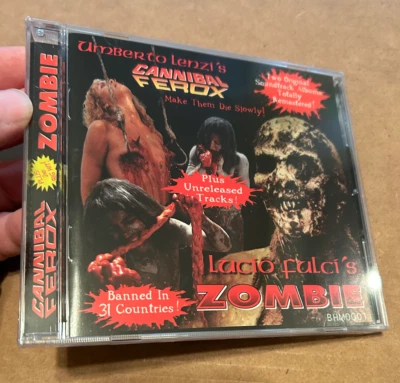 Umberto Lenzi's
CANNIBAL
FEROX
Make Them Die Slowly!
Two Original
Soundtrack Albums
Totally
Remastered!
Plus
Unreleased
Tracks!
Lucio Fulci's
ZOMBIE
Banned In
31 Countries!
BHM0001
CANNIBAL
FEROX
ZOMBIE